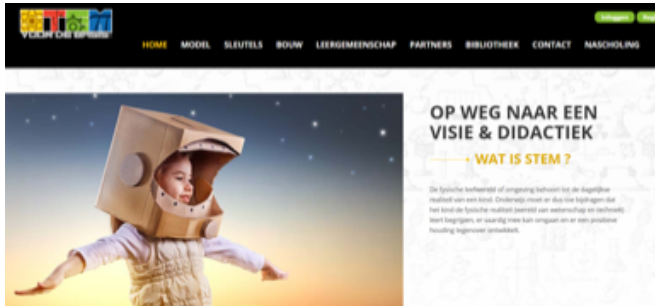 STEM
VOOR DE BASIS
Inloggen
HOME MODEL SLEUTELS BOUW LEERGEMEENSCHAP PARTNERS BIBLIOTHEEK CONTACT NASCHOLING
OP WEG NAAR EEN
VISIE & DIDACTIEK
WAT IS STEM ?
De fysische leefwereld of omgeving behoort tot de dagelijkse
realiteit van een kind. Onderwijs moet er dus toe bijdragen dat
het kind de fysische realiteit (wereld van wetenschap en techniek)
leert begrijpen, er vaardig mee kan omgaan en er een positieve
houding tegenover ontwikkelt.